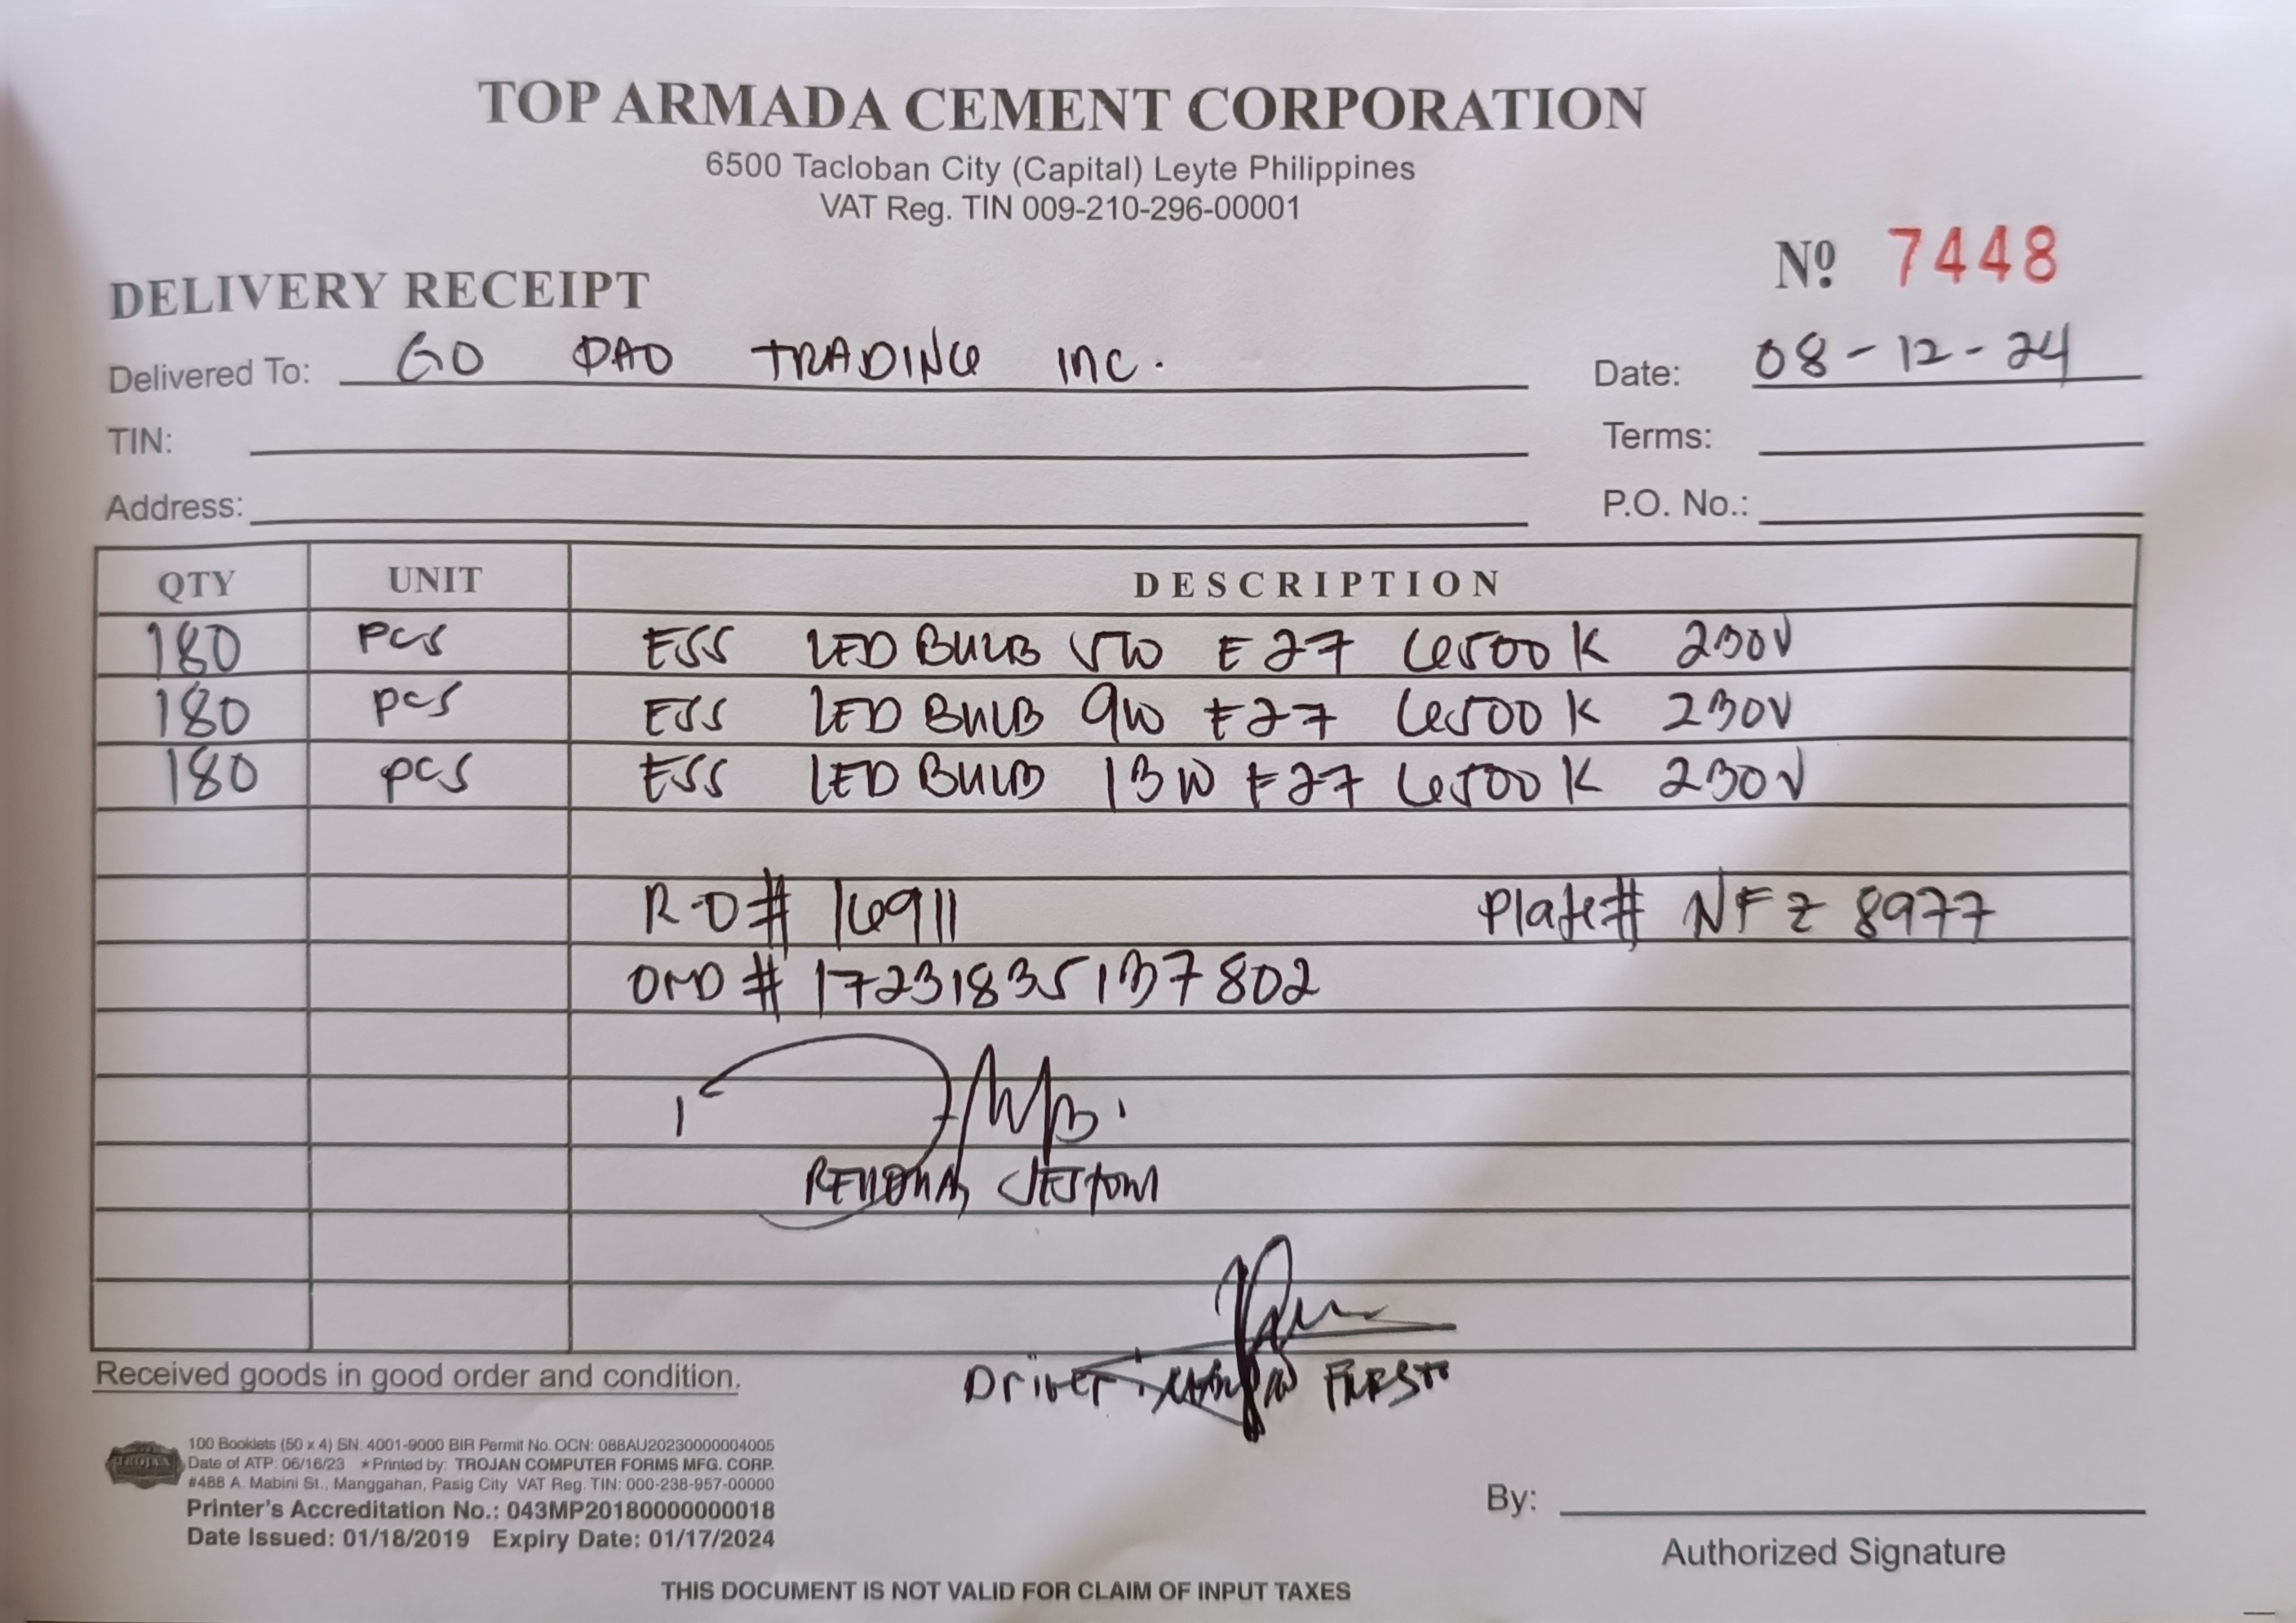 TOP ARMADA CEMENT CORPORATION
6500 Tacloban City (Capital) Leyte Philippines
VAT Reg. TIN 009-210-296-00001
Nº 7448
DELIVERY RECEIPT
Delivered To: GO DAO TRADING INC. Date: 08-12-24
TIN: Terms:
Address: P.O. No.:
QTY UNIT DESCRIPTION
180 pcs ESS LED BULB 5W E27 6500K 230V
180 pcs ESS LED BULB 9W E27 6500K 230V
180 pcs ESS LED BULB 13W E27 6500K 230V
R.O# 16911 Plate# NFZ 8977
OMD # 17231835137802
Received goods in good order and condition.
Driver:
TROJAN
100 Booklets (50 x 4) SN: 4001-9000 BIR Permit No. OCN: 088AU20230000004005
Date of ATP: 06/16/23 *Printed by: TROJAN COMPUTER FORMS MFG. CORP.
#488 A. Mabini St., Manggahan, Pasig City VAT Reg. TIN: 000-238-957-00000
Printer's Accreditation No.: 043MP20180000000018
Date Issued: 01/18/2019 Expiry Date: 01/17/2024
By:
Authorized Signature
THIS DOCUMENT IS NOT VALID FOR CLAIM OF INPUT TAXES